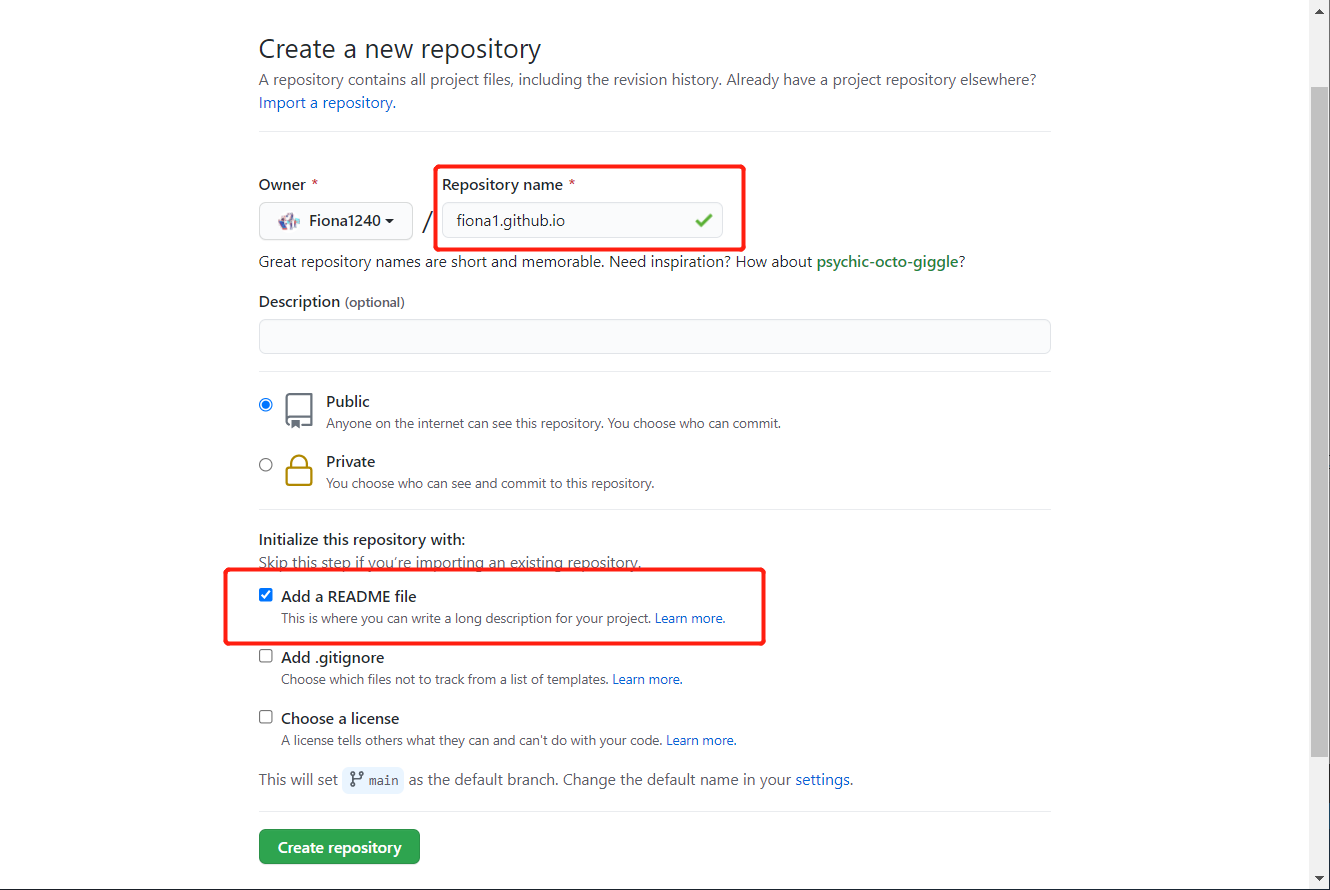 Create a new repository
A repository contains all project files, including the revision history. Already have a project repository elsewhere?
Import a repository.
Owner *
Repository name *
Fiona1240
/
fiona1.github.io
Great repository names are short and memorable. Need inspiration? How about psychic-octo-giggle?
Description (optional)
Public
Anyone on the internet can see this repository. You choose who can commit.
Private
You choose who can see and commit to this repository.
Initialize this repository with:
Skip this step if you're importing an existing repository.
Add a README file
This is where you can write a long description for your project. Learn more.
Add .gitignore
Choose which files not to track from a list of templates. Learn more.
Choose a license
A license tells others what they can and can't do with your code. Learn more.
This will set main as the default branch. Change the default name in your settings.
Create repository